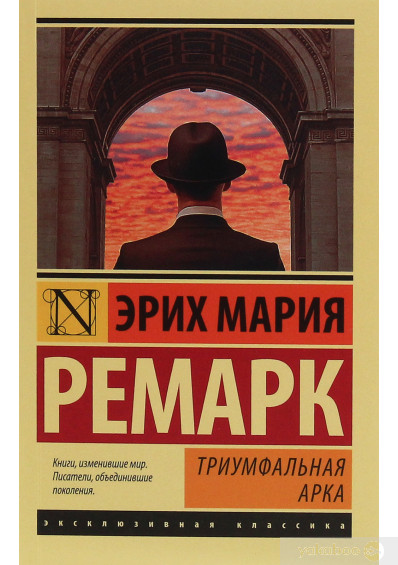 N
ЭРИХ МАРИЯ
РЕМАРК
Книги, изменившие мир.
Писатели, объединившие
поколения.
ТРИУМФАЛЬНАЯ
АРКА
эксклюзивная классика